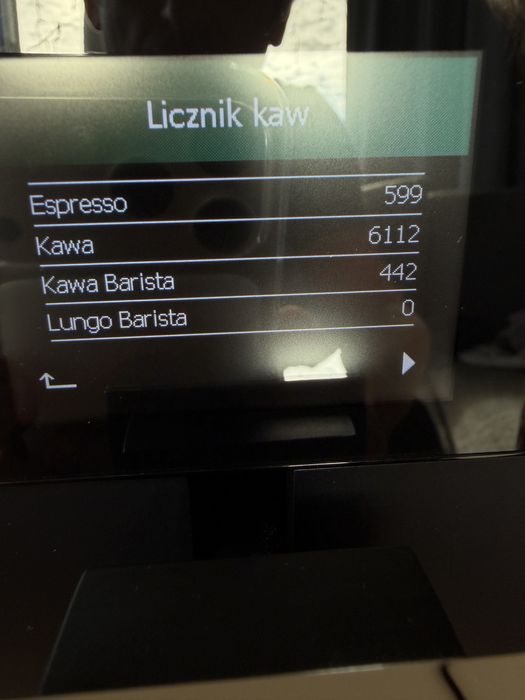 Licznik kaw
Espresso 599
Kawa 6112
Kawa Barista 442
Lungo Barista 0